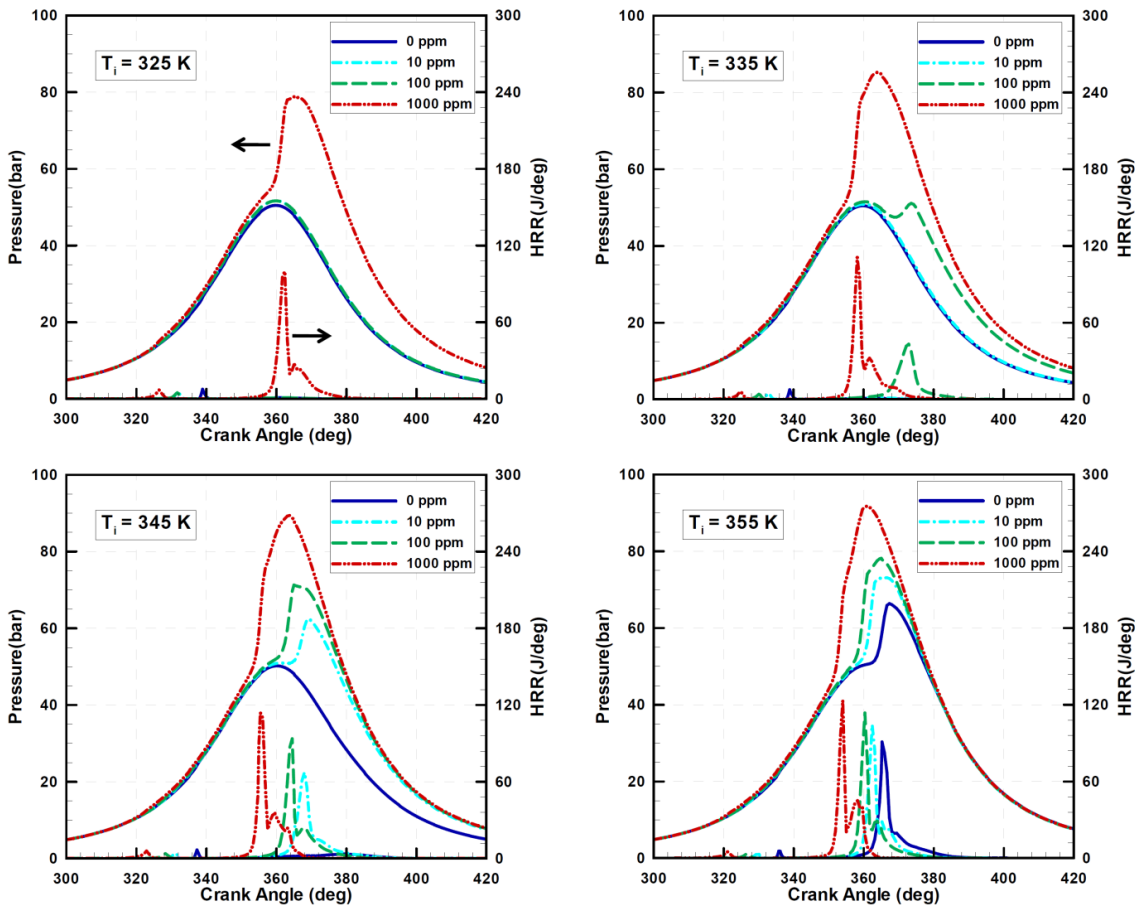 T i = 325 K
0 ppm
10 ppm
100 ppm
1000 ppm
Pressure(bar)
100
80
60
40
20
0
HRR(J/deg)
300
240
180
120
60
0
300 320 340 360 380 400 420
Crank Angle (deg)
T i = 335 K
0 ppm
10 ppm
100 ppm
1000 ppm
Pressure(bar)
100
80
60
40
20
0
HRR(J/deg)
300
240
180
120
60
0
300 320 340 360 380 400 420
Crank Angle (deg)
T i = 345 K
0 ppm
10 ppm
100 ppm
1000 ppm
Pressure(bar)
100
80
60
40
20
0
HRR(J/deg)
300
240
180
120
60
0
300 320 340 360 380 400 420
Crank Angle (deg)
T i = 355 K
0 ppm
10 ppm
100 ppm
1000 ppm
Pressure(bar)
100
80
60
40
20
0
HRR(J/deg)
300
240
180
120
60
0
300 320 340 360 380 400 420
Crank Angle (deg)